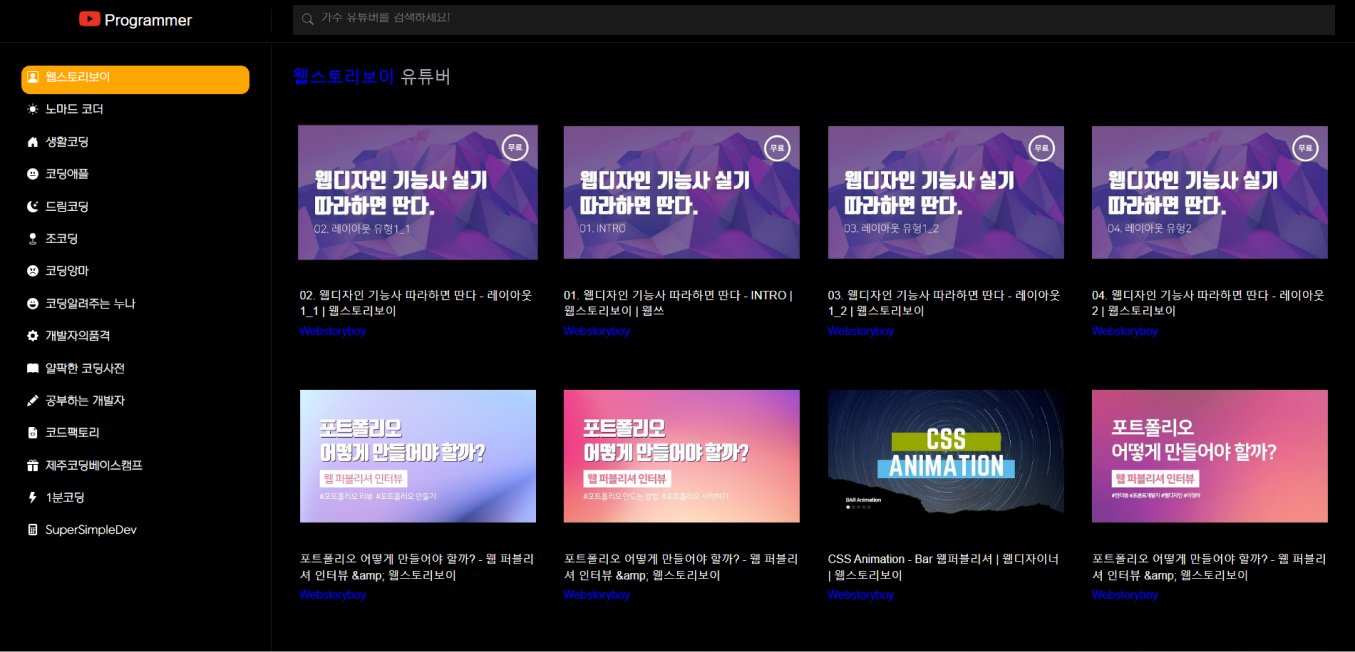 Programmer
가수 유튜버를 검색하세요!
웹스토리보이
노마드 코더
생활코딩
코딩애플
드림코딩
조코딩
코딩앙마
코딩알려주는 누나
개발자의품격
얄팍한 코딩사전
공부하는 개발자
코드팩토리
제주코딩베이스캠프
1분코딩
SuperSimpleDev
웹스토리보이 유튜버
무료
웹디자인 기능사 실기
따라하면 딴다.
02. 레이아웃 유형1_1
02. 웹디자인 기능사 따라하면 딴다 - 레이아웃
1_1 | 웹스토리보이
Webstoryboy
무료
웹디자인 기능사 실기
따라하면 딴다.
01. INTRO
01. 웹디자인 기능사 따라하면 딴다 - INTRO |
웹스토리보이 | 웹쓰
Webstoryboy
무료
웹디자인 기능사 실기
따라하면 딴다.
03. 레이아웃 유형1_2
03. 웹디자인 기능사 따라하면 딴다 - 레이아웃
1_2 | 웹스토리보이
Webstoryboy
무료
웹디자인 기능사 실기
따라하면 딴다.
04. 레이아웃 유형2
04. 웹디자인 기능사 따라하면 딴다 - 레이아웃
2 | 웹스토리보이
Webstoryboy
포트폴리오
어떻게 만들어야 할까?
웹 퍼블리셔 인터뷰
#포트폴리오 리뷰 #포트폴리오 만들기
포트폴리오 어떻게 만들어야 할까? - 웹 퍼블리
셔 인터뷰 &amp; 웹스토리보이
Webstoryboy
포트폴리오
어떻게 만들어야 할까?
웹 퍼블리셔 인터뷰
#포트폴리오 만드는 방법 #포트폴리오 시작하기
포트폴리오 어떻게 만들어야 할까? - 웹 퍼블리
셔 인터뷰 &amp; 웹스토리보이
Webstoryboy
CSS
ANIMATION
BAR Animation
CSS Animation - Bar 웹퍼블리셔 | 웹디자이너
| 웹스토리보이
Webstoryboy
포트폴리오
어떻게 만들어야 할까?
웹 퍼블리셔 인터뷰
포트폴리오 어떻게 만들어야 할까? - 웹 퍼블리
셔 인터뷰 &amp; 웹스토리보이
Webstoryboy